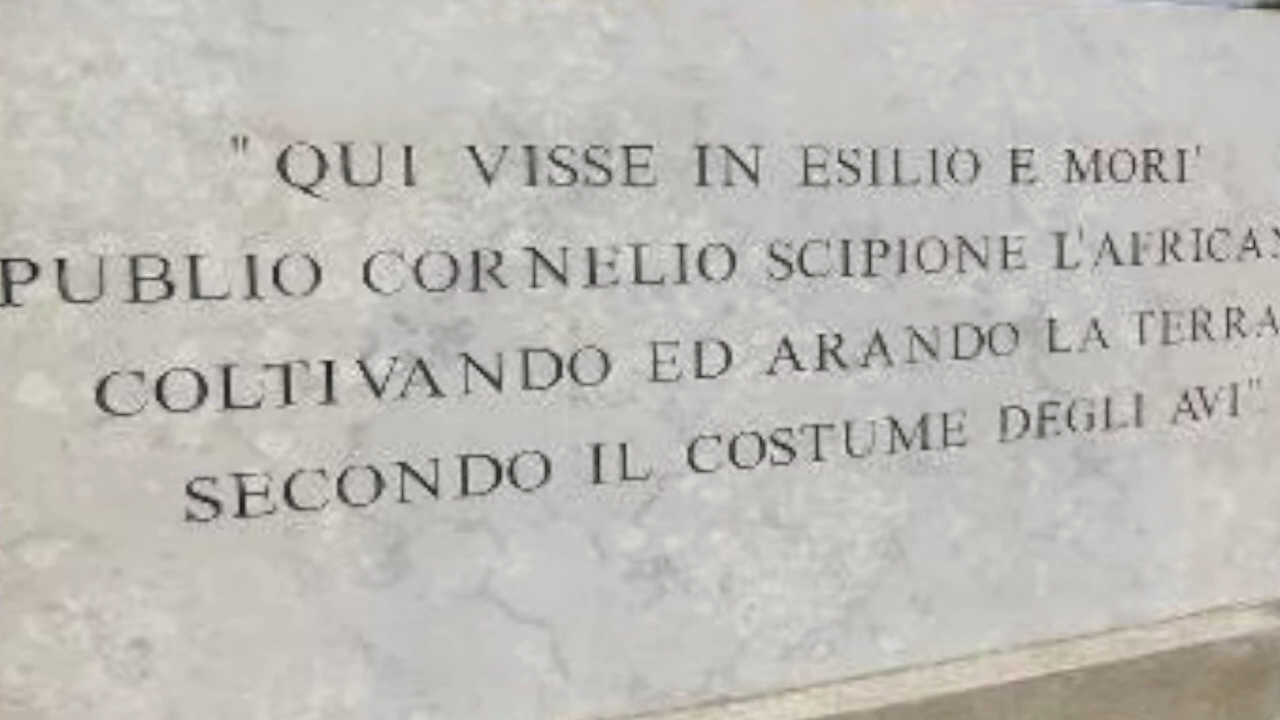 "QUI VISSE IN ESILIO E MORI'
PUBLIO CORNELIO SCIPIONE L'AFRICAN
COLTIVANDO ED ARANDO LA TERRA
SECONDO IL COSTUME DEGLI AVI"